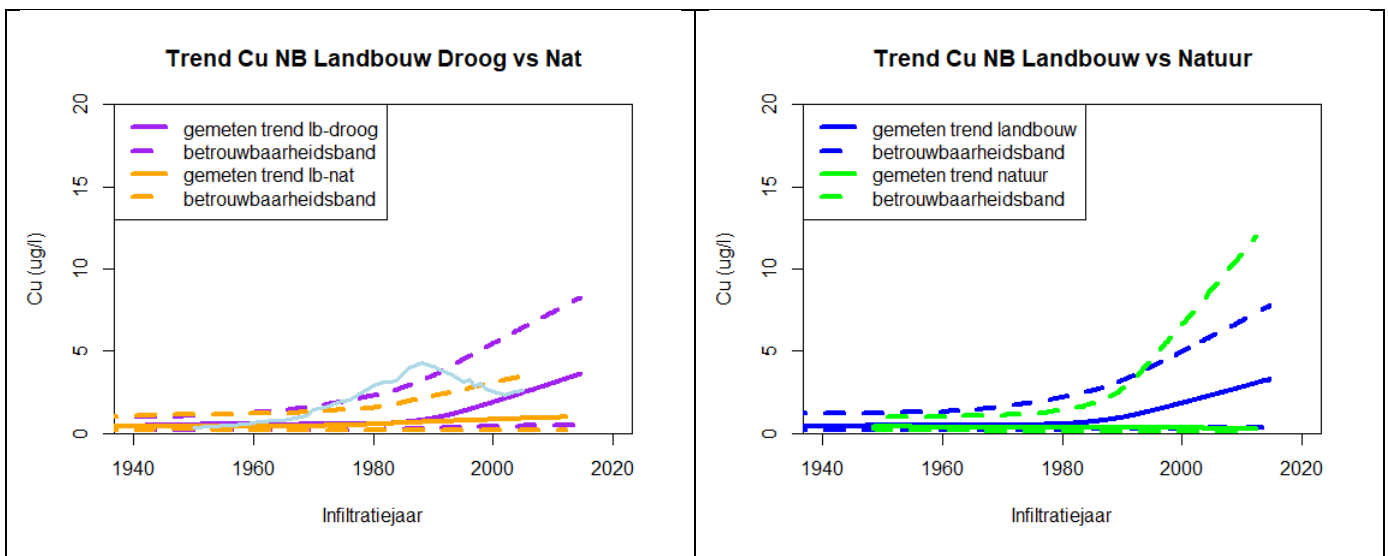 Trend Cu NB Landbouw Droog vs Nat
20
15
10
5
0
Cu (ug/l)
gemeten trend lb-droog
betrouwbaarheidsband
gemeten trend lb-nat
betrouwbaarheidsband
1940 1960 1980 2000 2020
Infiltratiejaar
Trend Cu NB Landbouw vs Natuur
20
15
10
5
0
Cu (ug/l)
gemeten trend landbouw
betrouwbaarheidsband
gemeten trend natuur
betrouwbaarheidsband
1940 1960 1980 2000 2020
Infiltratiejaar